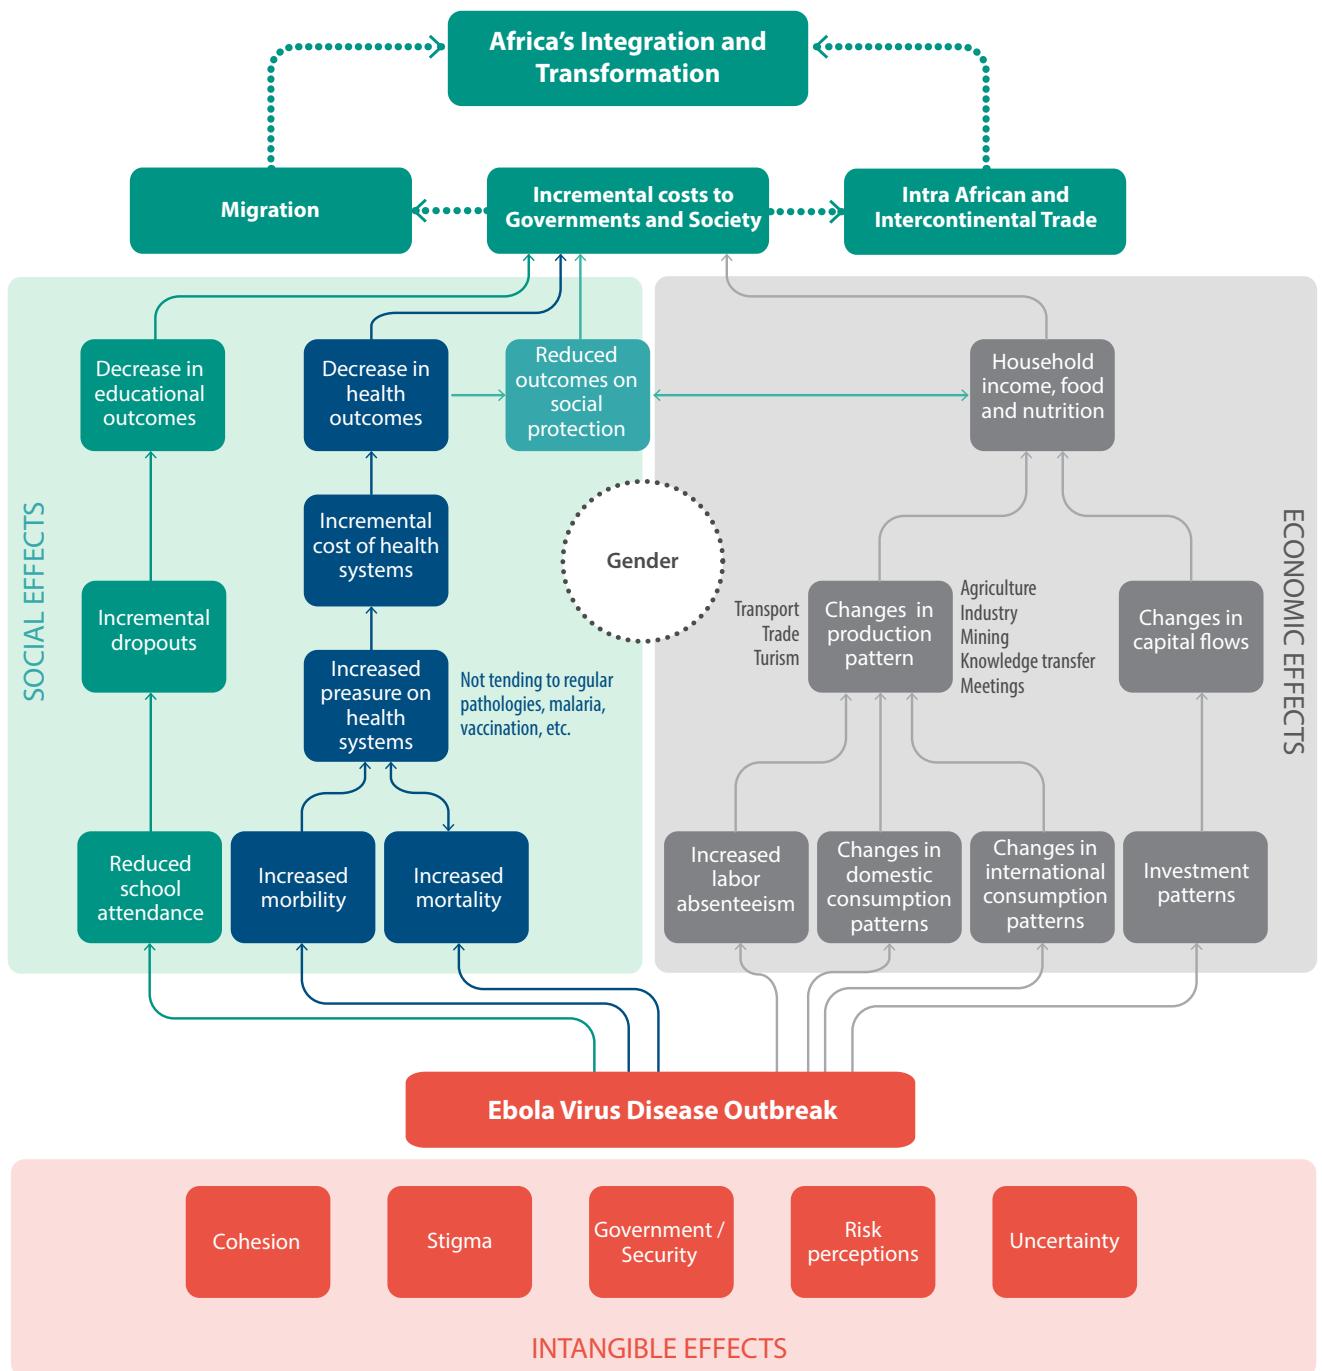 Africa's Integration and
Transformation
Migration
Incremental costs to
Governments and Society
Intra African and
Intercontinental Trade
SOCIAL EFFECTS
Decrease in
educational
outcomes
Decrease in
health
outcomes
Reduced
outcomes on
social
protection
Household
income, food
and nutrition
ECONOMIC EFFECTS
Incremental
cost of health
systems
Gender
Incremental
dropouts
Transport
Trade
Turism
Changes in
production
pattern
Agriculture
Industry
Mining
Knowledge transfer
Meetings
Changes in
capital flows
Increased
preasure on
health
systems
Not tending to regular
pathologies, malaria,
vaccination, etc.
Reduced
school
attendance
Increased
morbility
Increased
mortality
Increased
labor
absenteeism
Changes in
domestic
consumption
patterns
Changes in
international
consumption
patterns
Investment
patterns
Ebola Virus Disease Outbreak
Cohesion
Stigma
Government /
Security
Risk
perceptions
Uncertainty
INTANGIBLE EFFECTS